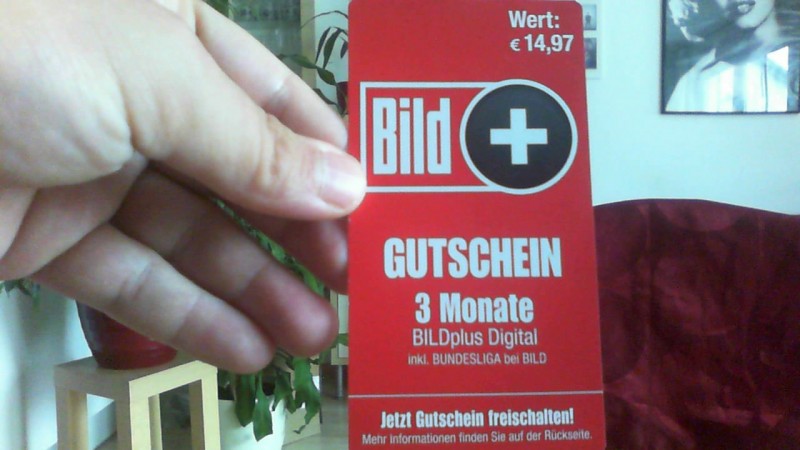 Wert:
€ 14,97
Bild +
GUTSCHEIN
3 Monate
BILDplus Digital
inkl. BUNDESLIGA bei BILD
Jetzt Gutschein freischalten!
Mehr Informationen finden Sie auf der Rückseite.